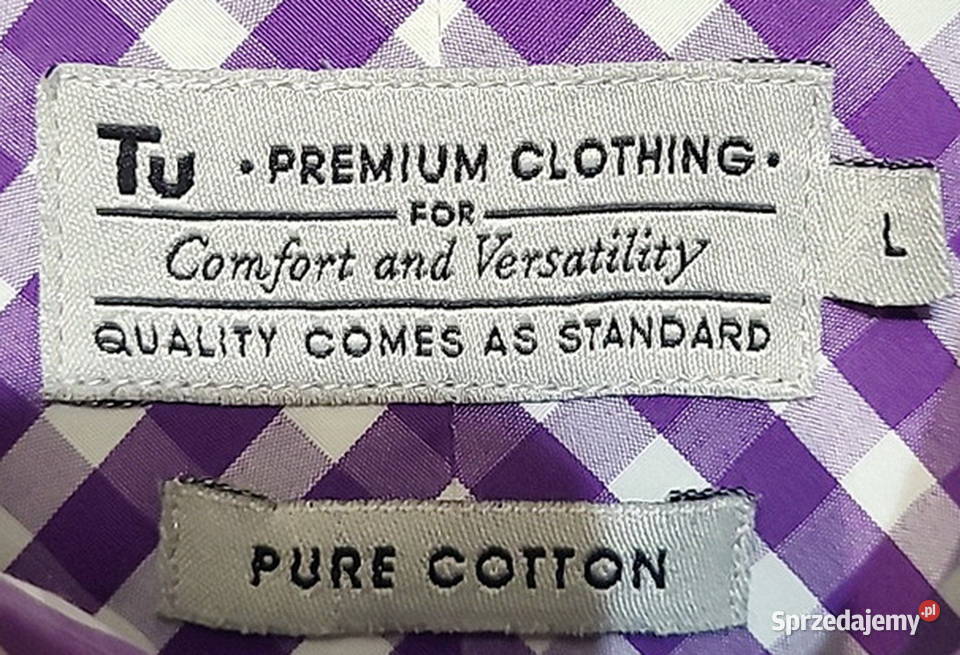 Tu • PREMIUM CLOTHING •
FOR
Comfort and Versatility
QUALITY COMES AS STANDARD
L
PURE COTTON
Sprzedajemy.pl